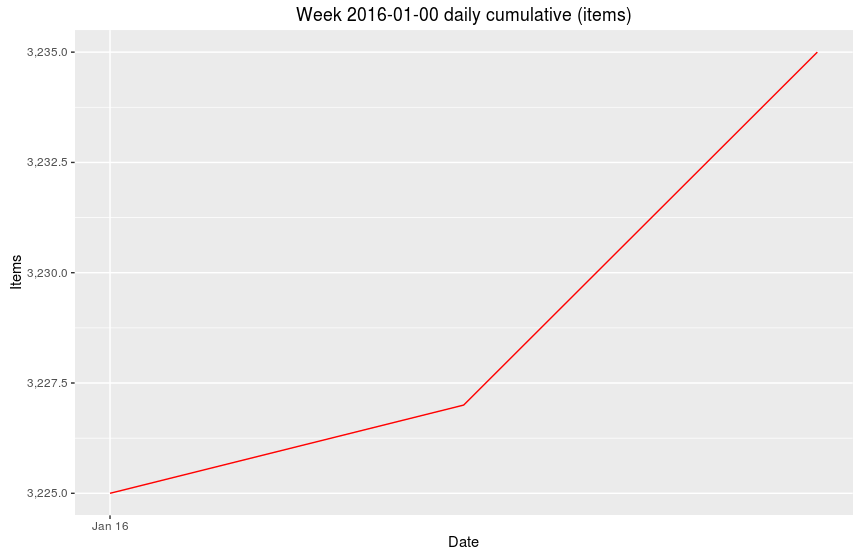 Week 2016-01-00 daily cumulative (items)
3,235.0
3,232.5
3,230.0
3,227.5
3,225.0
Items
Jan 16
Date